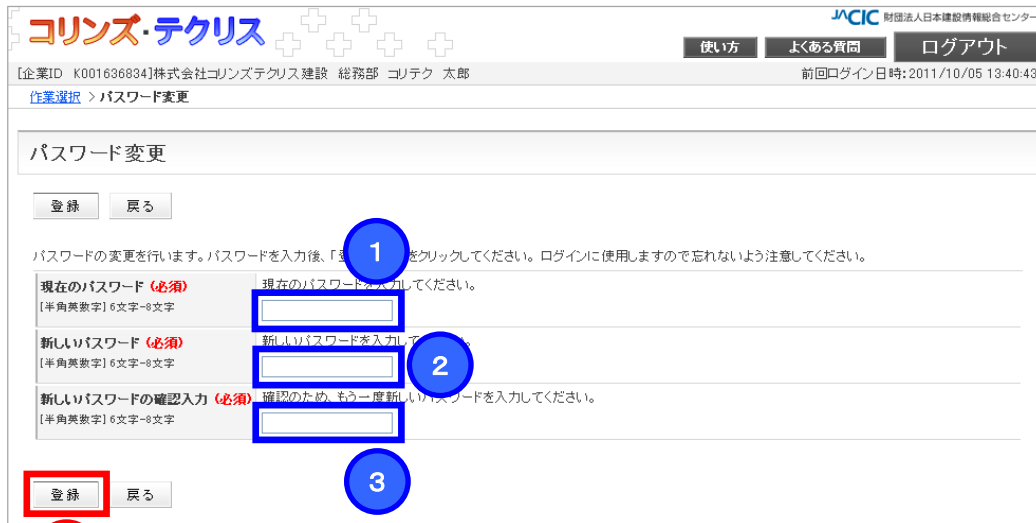 コリンズ・テクリス
JACIC 財団法人日本建設情報総合センター
使い方 よくある質問 ログアウト
[企業ID K001636834]株式会社コリンズテクリス建設 総務部 コリテク 太郎 前回ログイン日時:2011/10/05 13:40:43
作業選択 > パスワード変更
パスワード変更
登録 戻る
1
パスワードの変更を行います。パスワードを入力後、「 をクリックしてください。ログインに使用しますので忘れないよう注意してください。
現在のパスワード (必須) 現在のパスワードを入力してください。
[半角英数字] 6文字-8文字
新しいパスワード (必須) 新しいパスワードを入力して
[半角英数字] 6文字-8文字
2
新しいパスワードの確認入力 (必須) 確認のため、もう一度新しいパスワードを入力してください。
[半角英数字] 6文字-8文字
3
登録 戻る